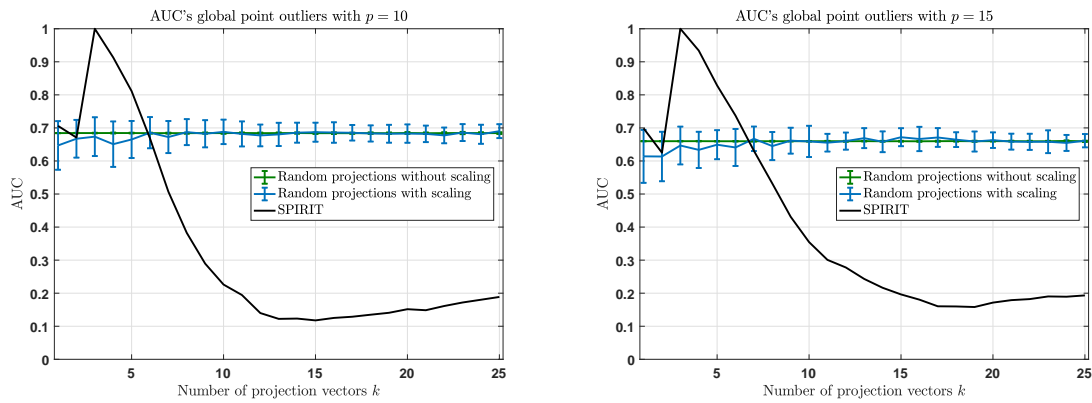 AUC's global point outliers with p = 10
1
0.9
0.8
0.7
0.6
0.5
0.4
0.3
0.2
0.1
0
AUC
Random projections without scaling
Random projections with scaling
SPIRIT
5
10
15
20
25
Number of projection vectors k
AUC's global point outliers with p = 15
1
0.9
0.8
0.7
0.6
0.5
0.4
0.3
0.2
0.1
0
AUC
Random projections without scaling
Random projections with scaling
SPIRIT
5
10
15
20
25
Number of projection vectors k